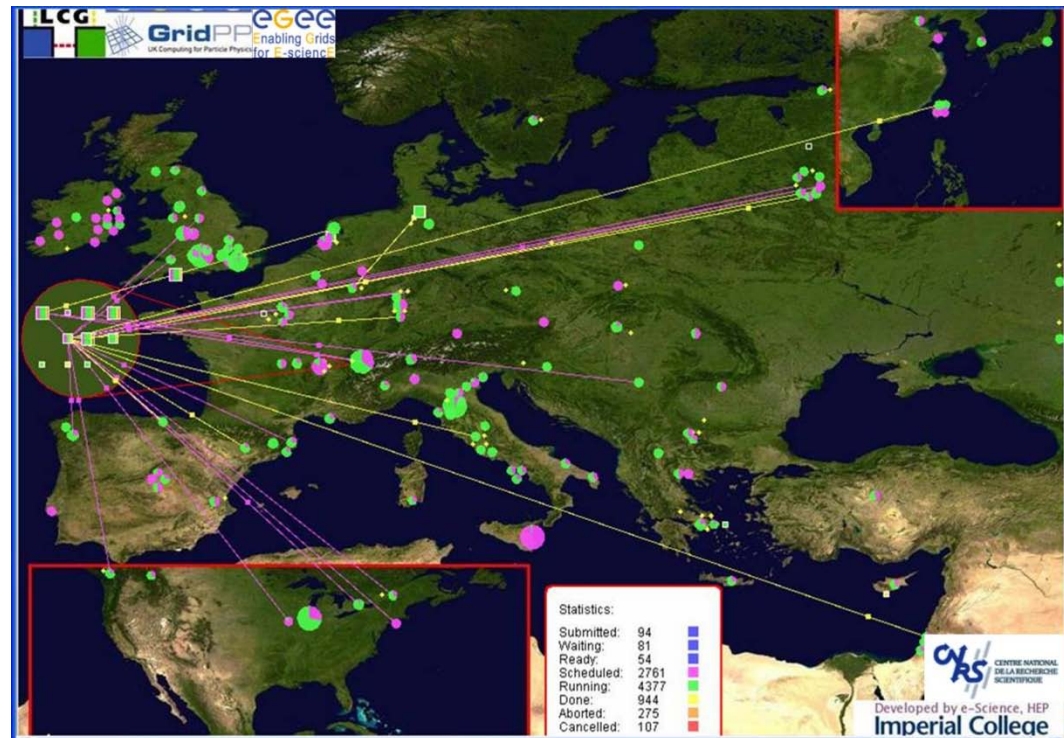 LCG
GridPP
UK Computing for Particle Physics
eGee
Enabling Grids
for E-sciencE
Statistics:
Submitted: 94
Waiting: 81
Ready: 54
Scheduled: 2761
Running: 4377
Done: 944
Aborted: 275
Cancelled: 107
CNRS
CENTRE NATIONAL
DE LA RECHERCHE
SCIENTIFIQUE
Developed by e-Science, HEP
Imperial College